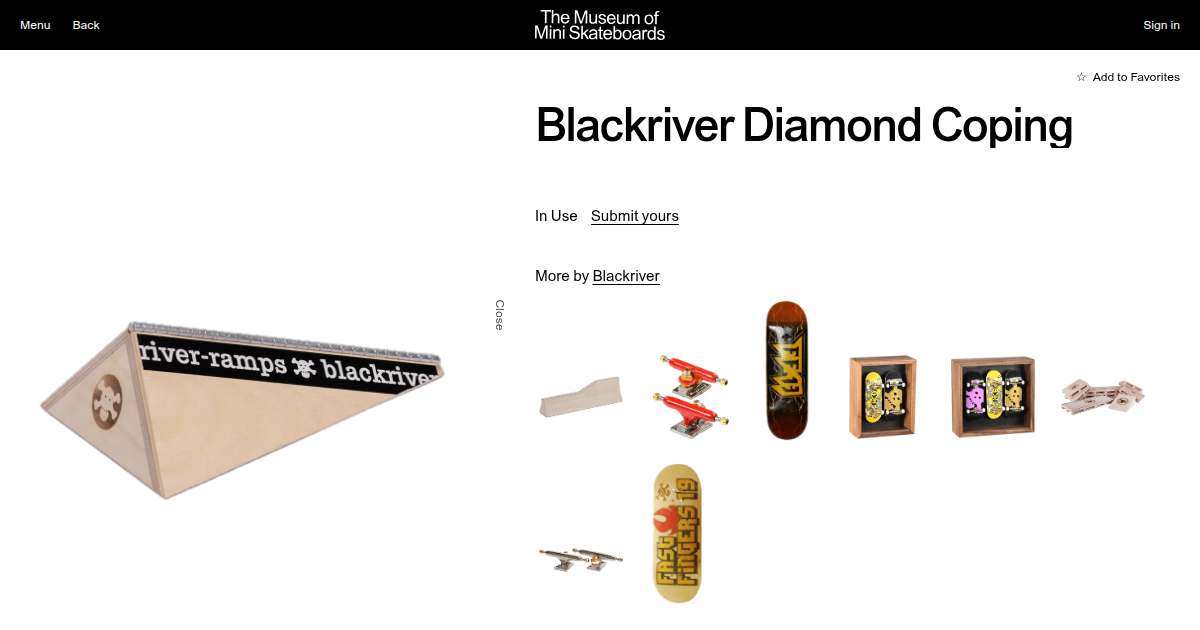 Menu
Back
The Museum of
Mini Skateboards
Sign in
☆ Add to Favorites
Blackriver Diamond Coping
In Use Submit yours
More by Blackriver
Close
river-ramps blackriver
FAST
FINGERS 19